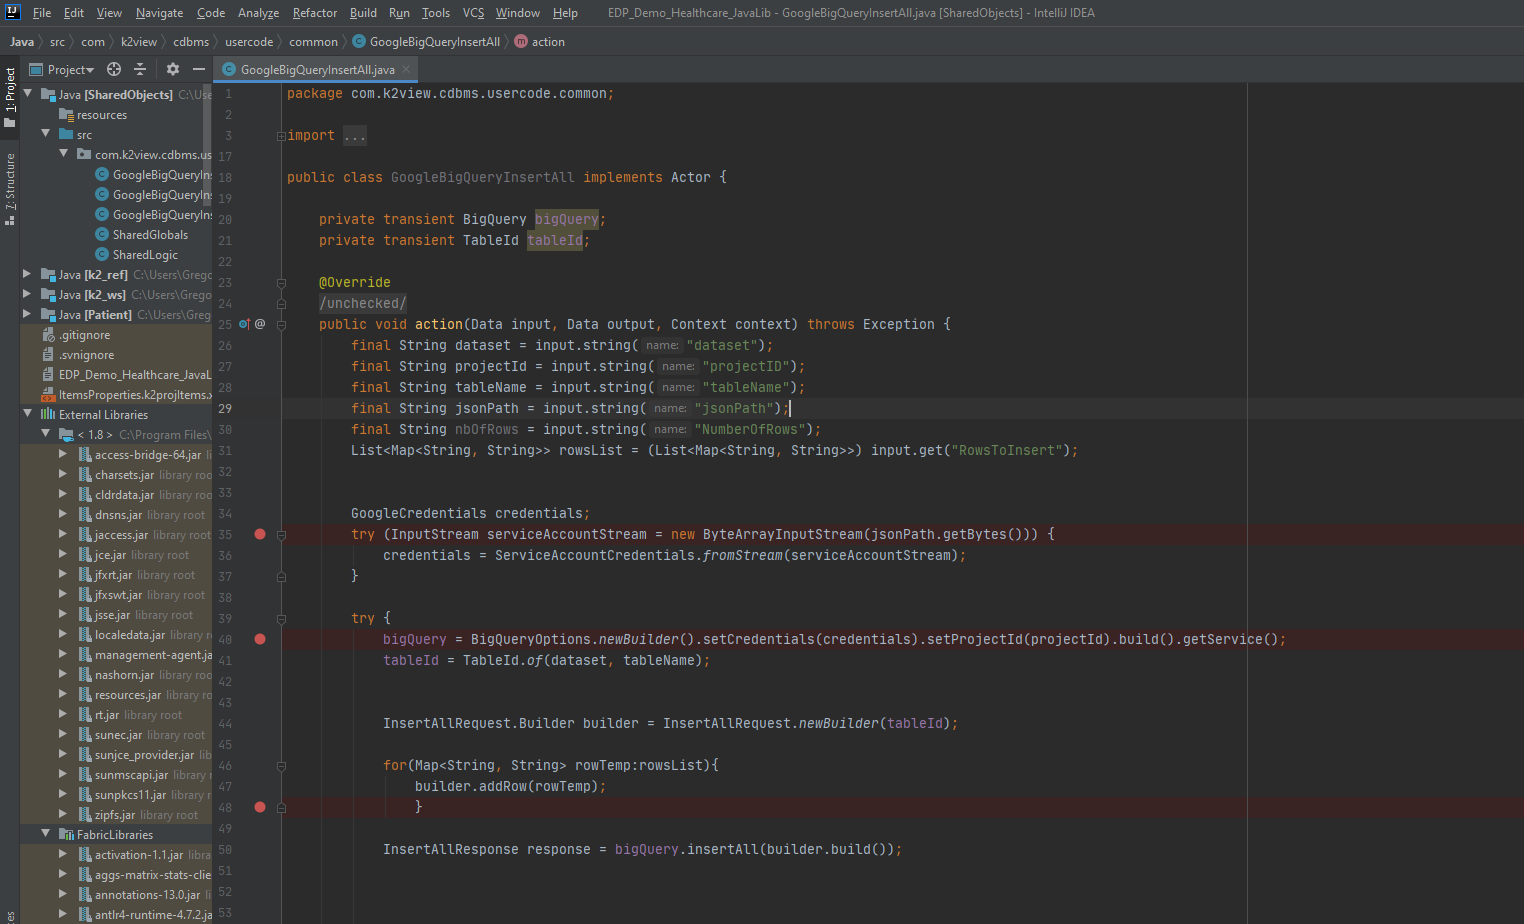 File Edit View Navigate Code Analyze Refactor Build Run Tools VCS Window Help EDP_Demo_Healthcare_JavaLib - GoogleBigQueryInsertAll.java [SharedObjects] - IntelliJ IDEA
Java src com k2view cdbms usercode common GoogleBigQueryInsertAll action
1: Project
7: Structure
Project
Java [SharedObjects] C:\Use
resources
src
com.k2view.cdbms.us
GoogleBigQueryIns
GoogleBigQueryIns
GoogleBigQueryIns
SharedGlobals
SharedLogic
Java [k2_ref] C:\Users\Grego
Java [k2_ws] C:\Users\Grego
Java [Patient] C:\Users\Greg
.gitignore
.svnignore
EDP_Demo_Healthcare_JavaL
ItemsProperties.k2projItems.x
External Libraries
< 1.8 > C:\Program Files\
access-bridge-64.jar li
charsets.jar library root
cldrdata.jar library root
dnsns.jar library root
jaccess.jar library root
jce.jar library root
jfxrt.jar library root
jfxswt.jar library root
jsse.jar library root
localedata.jar library ro
management-agent.ja
nashorn.jar library roo
resources.jar library ro
rt.jar library root
sunec.jar library root
sunjce_provider.jar lib
sunmscapi.jar library r
sunpkcs11.jar library r
zipfs.jar library root
FabricLibraries
activation-1.1.jar libra
aggs-matrix-stats-clie
annotations-13.0.jar li
antlr4-runtime-4.7.2.ja
GoogleBigQueryInsertAll.java
1 package com.k2view.cdbms.usercode.common;
2
3 import ...
17
18 public class GoogleBigQueryInsertAll implements Actor {
19
20 private transient BigQuery bigQuery;
21 private transient TableId tableId;
22
23 @Override
24 /unchecked/
25 @ public void action(Data input, Data output, Context context) throws Exception {
26 final String dataset = input.string( name: "dataset");
27 final String projectId = input.string( name: "projectID");
28 final String tableName = input.string( name: "tableName");
29 final String jsonPath = input.string( name: "jsonPath");
30 final String nbOfRows = input.string( name: "NumberOfRows");
31 List<Map<String, String>> rowsList = (List<Map<String, String>>) input.get("RowsToInsert");
32
33
34 GoogleCredentials credentials;
35 try (InputStream serviceAccountStream = new ByteArrayInputStream(jsonPath.getBytes())) {
36 credentials = ServiceAccountCredentials.fromStream(serviceAccountStream);
37 }
38
39 try {
40 bigQuery = BigQueryOptions.newBuilder().setCredentials(credentials).setProjectId(projectId).build().getService();
41 tableId = TableId.of(dataset, tableName);
42
43
44 InsertAllRequest.Builder builder = InsertAllRequest.newBuilder(tableId);
45
46 for(Map<String, String> rowTemp:rowsList){
47 builder.addRow(rowTemp);
48 }
49
50 InsertAllResponse response = bigQuery.insertAll(builder.build());
51
52
53